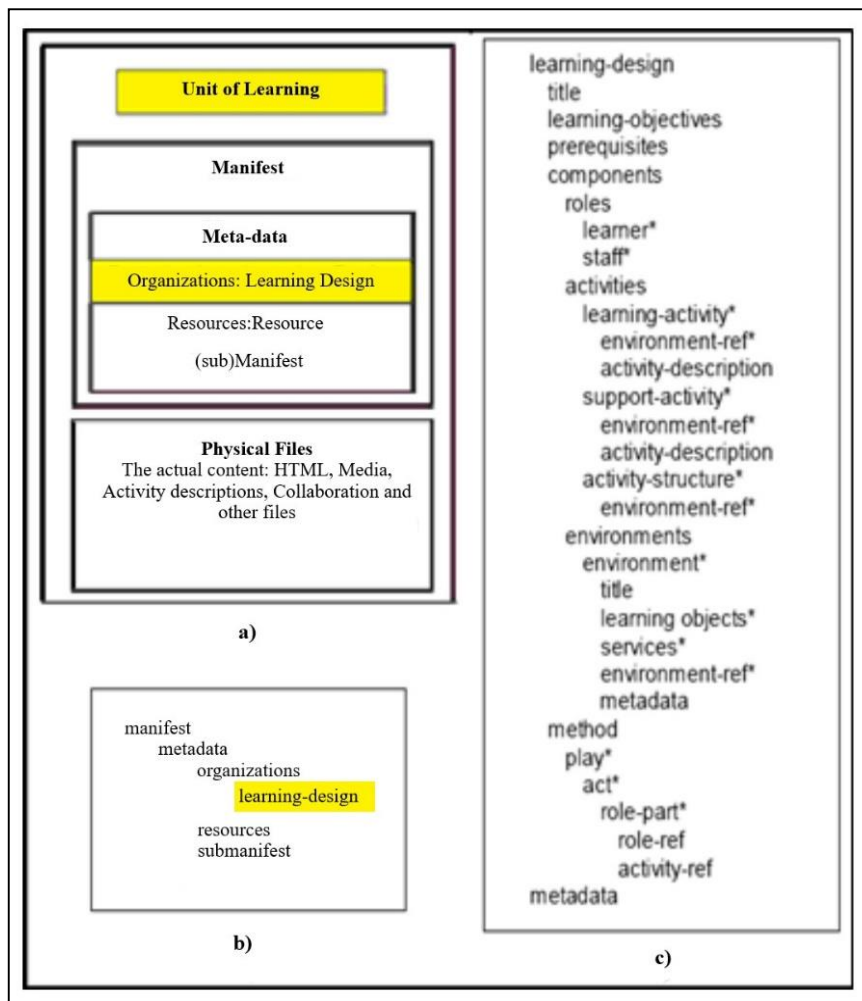 Unit of Learning
Manifest
Meta-data
Organizations: Learning Design
Resources:Resource
(sub)Manifest
Physical Files
The actual content: HTML, Media,
Activity descriptions, Collaboration and
other files
a)
manifest
metadata
organizations
learning-design
resources
submanifest
b)
learning-design
title
learning-objectives
prerequisites
components
roles
learner*
staff*
activities
learning-activity*
environment-ref*
activity-description
support-activity*
environment-ref*
activity-description
activity-structure*
environment-ref*
environments
environment*
title
learning objects*
services*
environment-ref*
metadata
method
play*
act*
role-part*
role-ref
activity-ref
metadata
c)